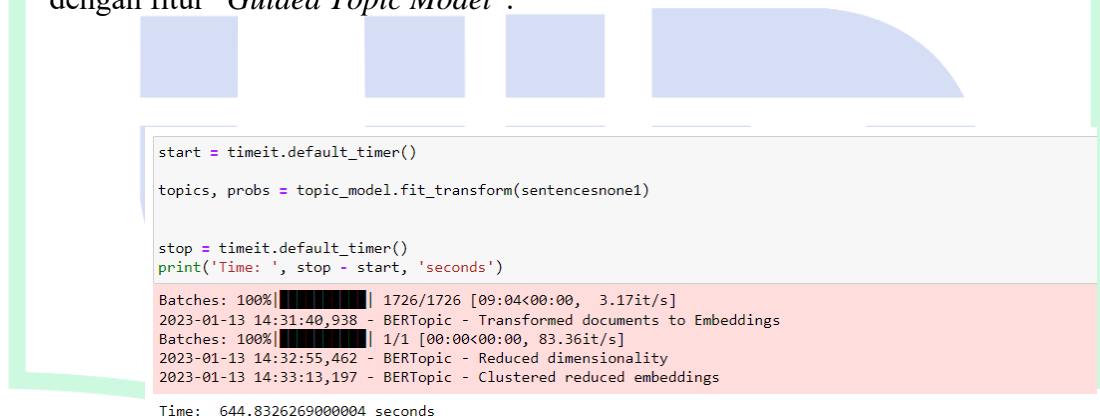 dengan fitur "Guided Topic Model".
start = timeit.default_timer()
topics, probs = topic_model.fit_transform(sentencesnone1)
stop = timeit.default_timer()
print('Time: ', stop - start, 'seconds')
Batches: 100%|██████████| 1726/1726 [09:04<00:00,  3.17it/s]
2023-01-13 14:31:40,938 - BERTopic - Transformed documents to Embeddings
Batches: 100%|██████████| 1/1 [00:00<00:00, 83.36it/s]
2023-01-13 14:32:55,462 - BERTopic - Reduced dimensionality
2023-01-13 14:33:13,197 - BERTopic - Clustered reduced embeddings
Time:  644.8326269000004 seconds